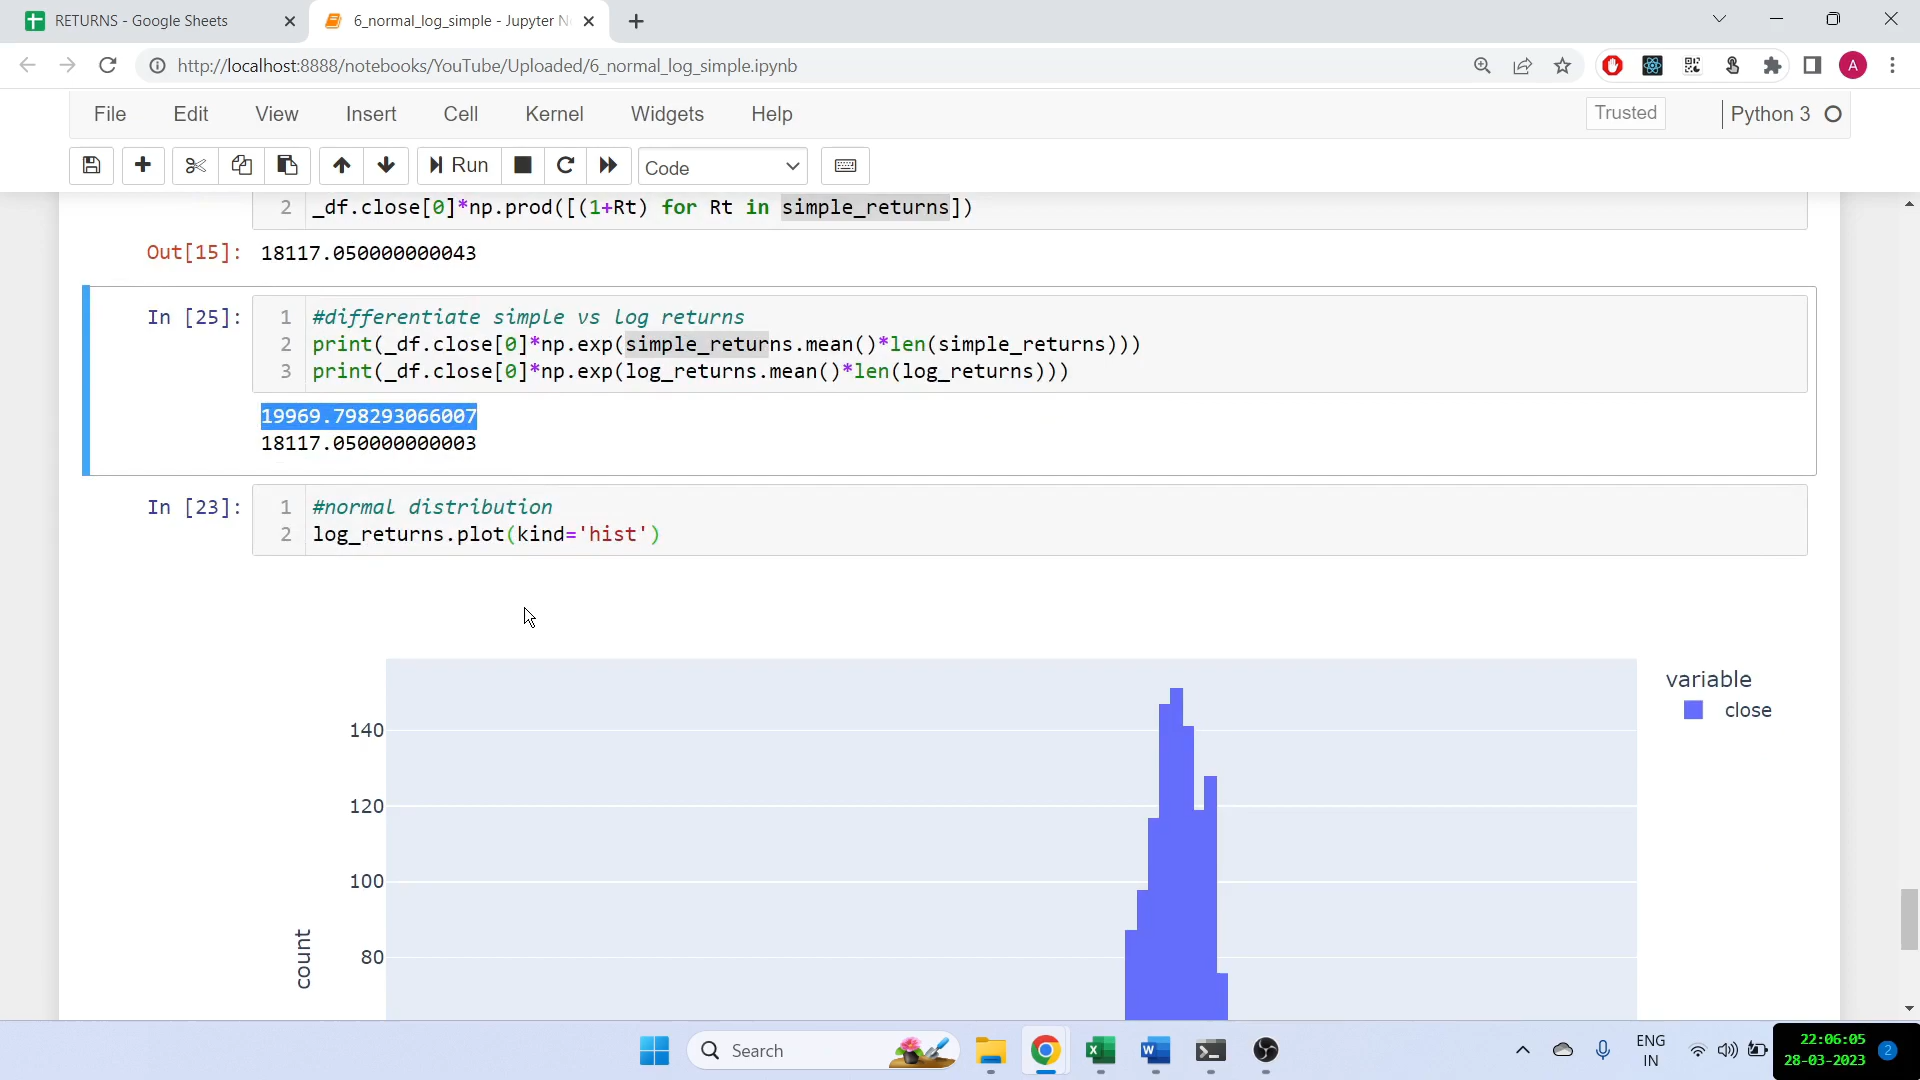 RETURNS - Google Sheets
6_normal_log_simple - Jupyter N
http://localhost:8888/notebooks/YouTube/Uploaded/6_normal_log_simple.ipynb
A
File Edit View Insert Cell Kernel Widgets Help
Trusted
Python 3
Run
Code
2 _df.close[0]*np.prod([(1+Rt) for Rt in simple_returns])
Out[15]: 18117.050000000043
In [25]:
1 #differentiate simple vs log returns
2 print(_df.close[0]*np.exp(simple_returns.mean()*len(simple_returns)))
3 print(_df.close[0]*np.exp(log_returns.mean()*len(log_returns)))
19969.798293066007
18117.050000000003
In [23]:
1 #normal distribution
2 log_returns.plot(kind='hist')
variable
close
140
120
100
80
count
Search
ENG
IN
22:06:05
28-03-2023
2